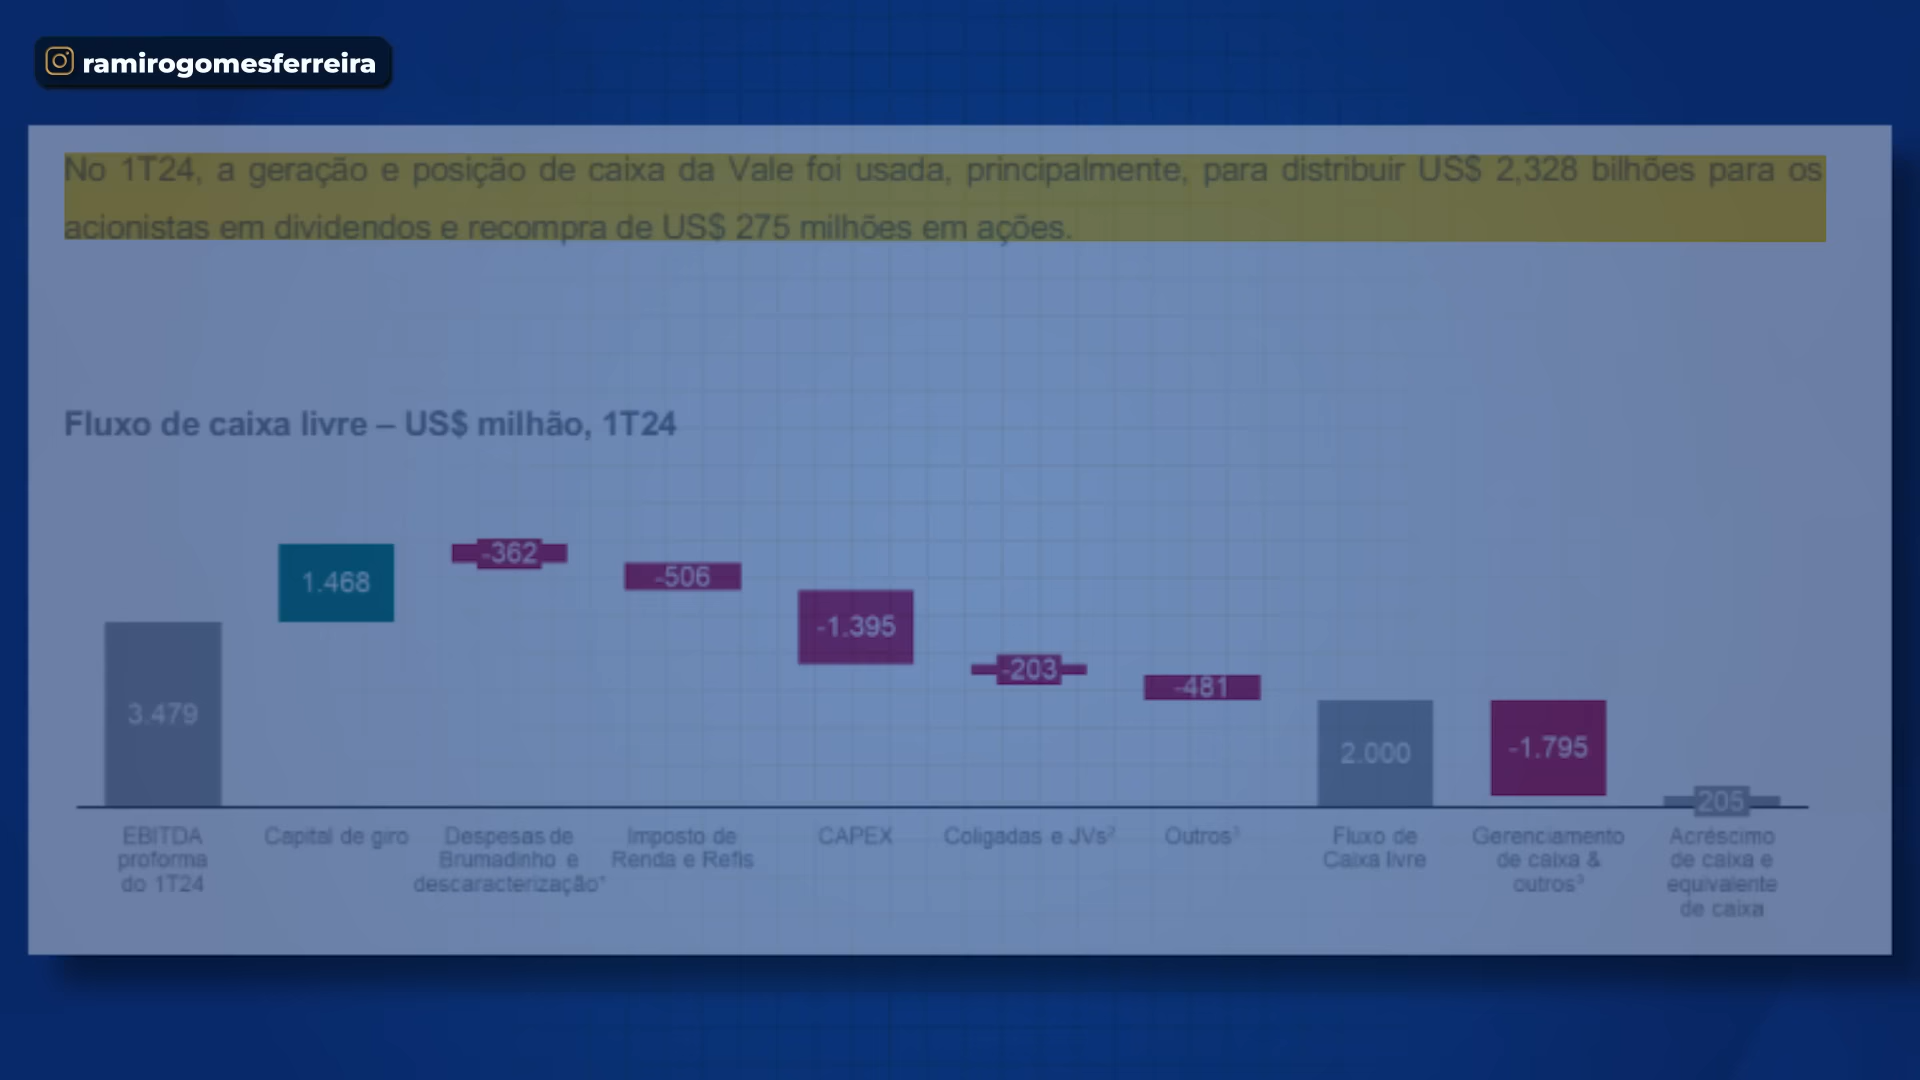 ramirogomesferreira
No 1T24, a geração e posição de caixa da Vale foi usada, principalmente, para distribuir US$ 2,328 bilhões para os
acionistas em dividendos e recompra de US$ 275 milhões em ações.
Fluxo de caixa livre – US$ milhão, 1T24
3.479
1.468
-362
-506
-1.395
-203
-481
2.000
-1.795
205
EBITDA
proforma
do 1T24
Capital de giro
Despesas de
Brumadinho e
descaracterização¹
Imposto de
Renda e Refis
CAPEX
Coligadas e JVs²
Outros³
Fluxo de
Caixa livre
Gerenciamento
de caixa &
outros³
Acréscimo
de caixa e
equivalente
de caixa